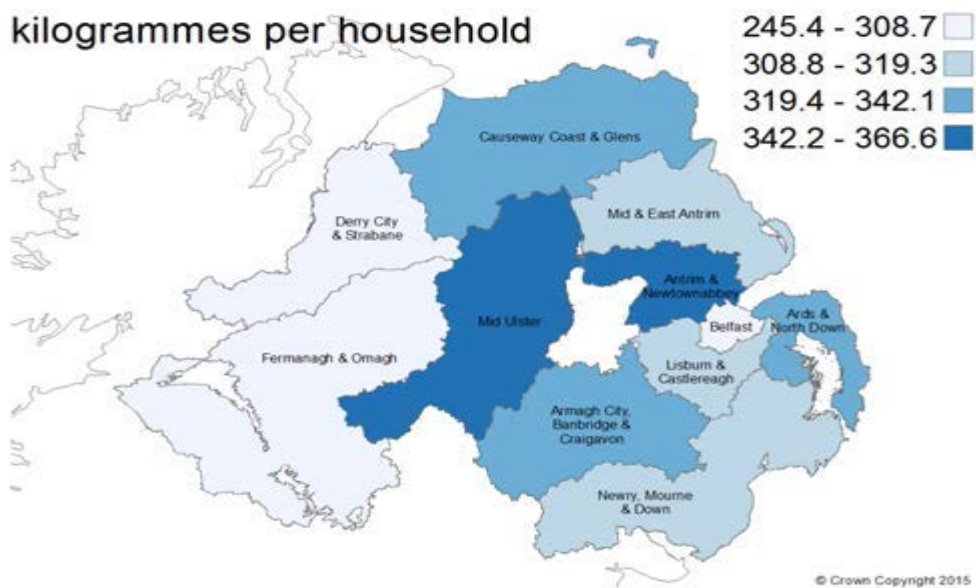 kilogrammes per household
245.4 - 308.7
308.8 - 319.3
319.4 - 342.1
342.2 - 366.6
Causeway Coast & Glens
Derry City
& Strabane
Mid & East Antrim
Antrim &
Newtownabbey
Mid Ulster
Belfast
Ards &
North Down
Fermanagh & Omagh
Lisburn &
Castlereagh
Armagh City,
Banbridge &
Craigavon
Newry, Mourne
& Down
© Crown Copyright 2015